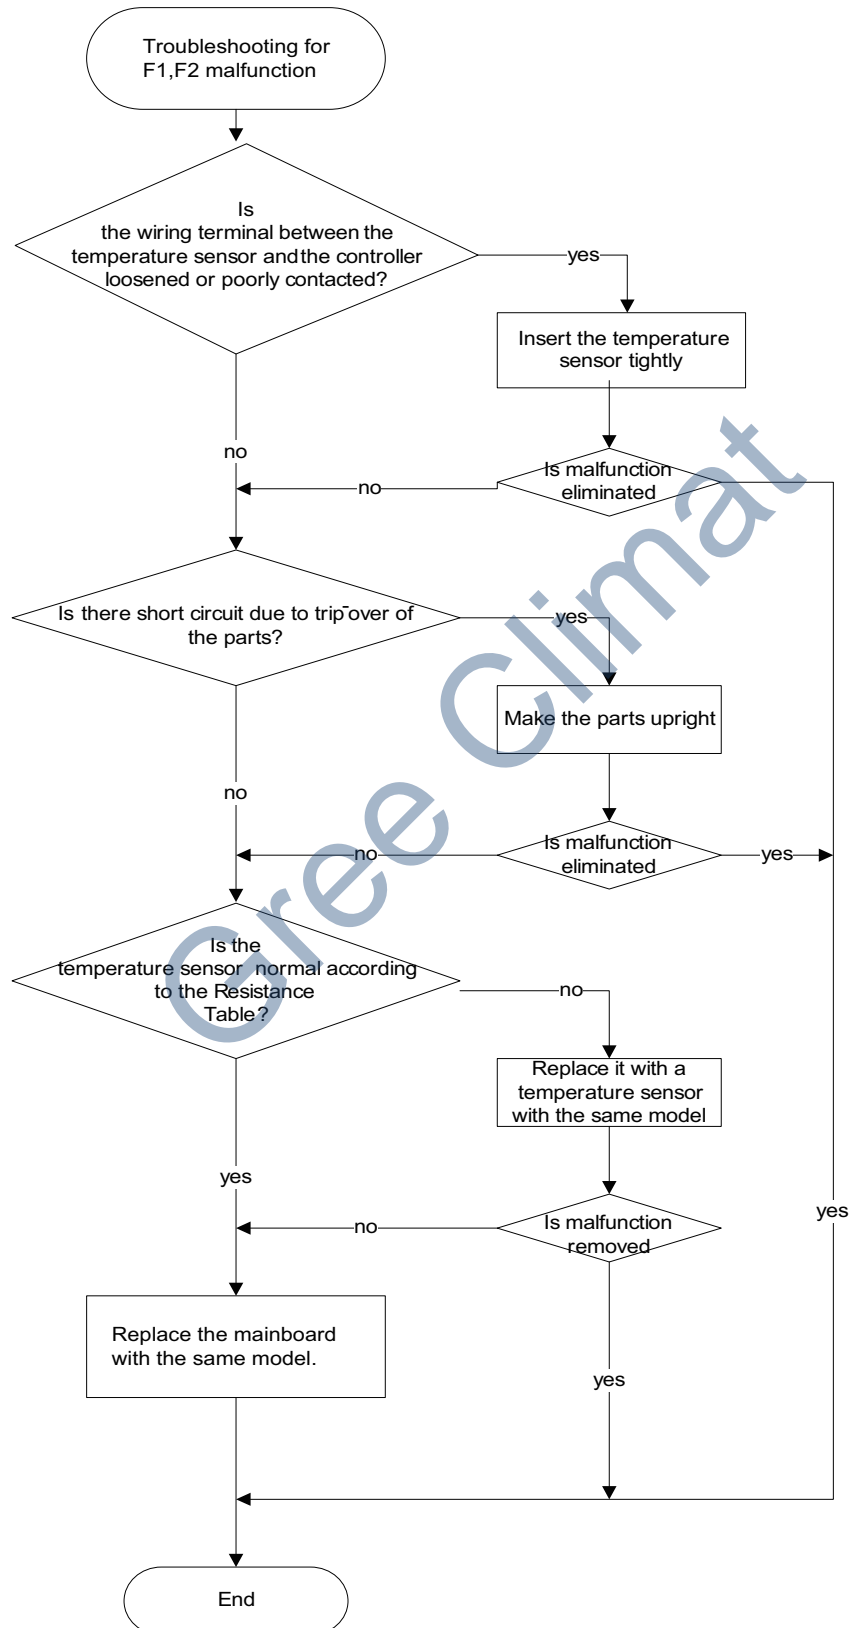 Troubleshooting for
F1,F2 malfunction
Is
the wiring terminal between the
temperature sensor and the controller
loosened or poorly contacted?
yes
Insert the temperature
sensor tightly
no
Is malfunction
eliminated
no
Is there short circuit due to trip-over of
the parts?
yes
Make the parts upright
no
Is malfunction
eliminated
no
yes
Is the
temperature sensor normal according
to the Resistance
Table?
no
Replace it with a
temperature sensor
with the same model
yes
Is malfunction
removed
no
yes
Replace the mainboard
with the same model.
yes
End
Gree Climat